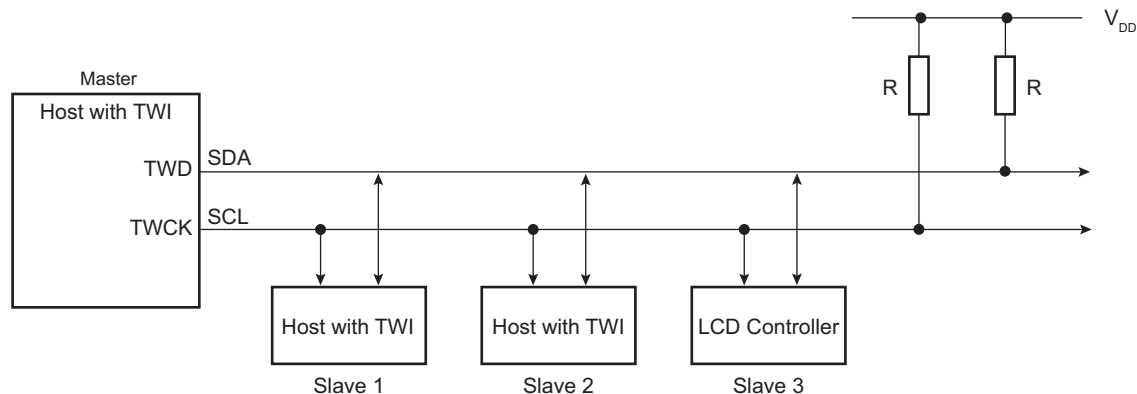 V_DD
Master
Host with TWI
R
R
TWD
SDA
TWCK
SCL
Host with TWI
Host with TWI
LCD Controller
Slave 1
Slave 2
Slave 3